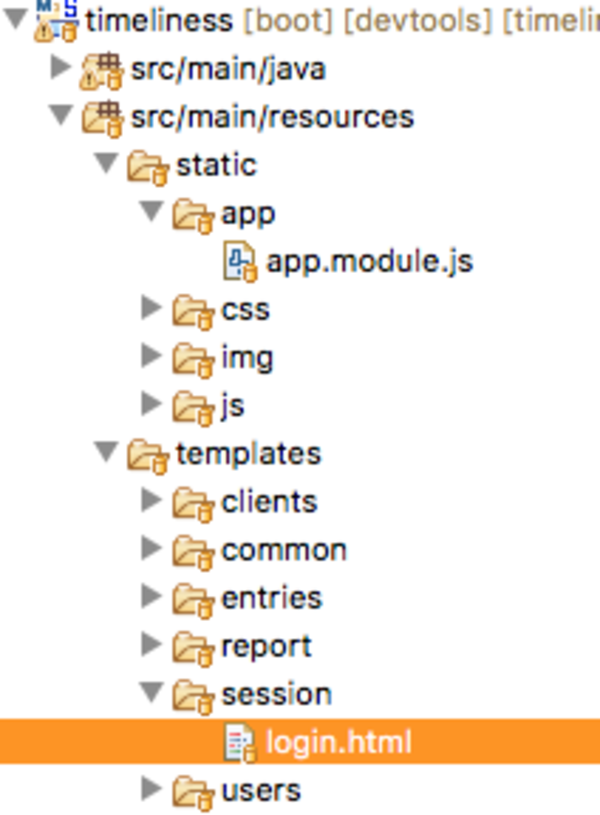 timeliness [boot] [devtools] [timeli
src/main/java
src/main/resources
static
app
app.module.js
css
img
js
templates
clients
common
entries
report
session
login.html
users